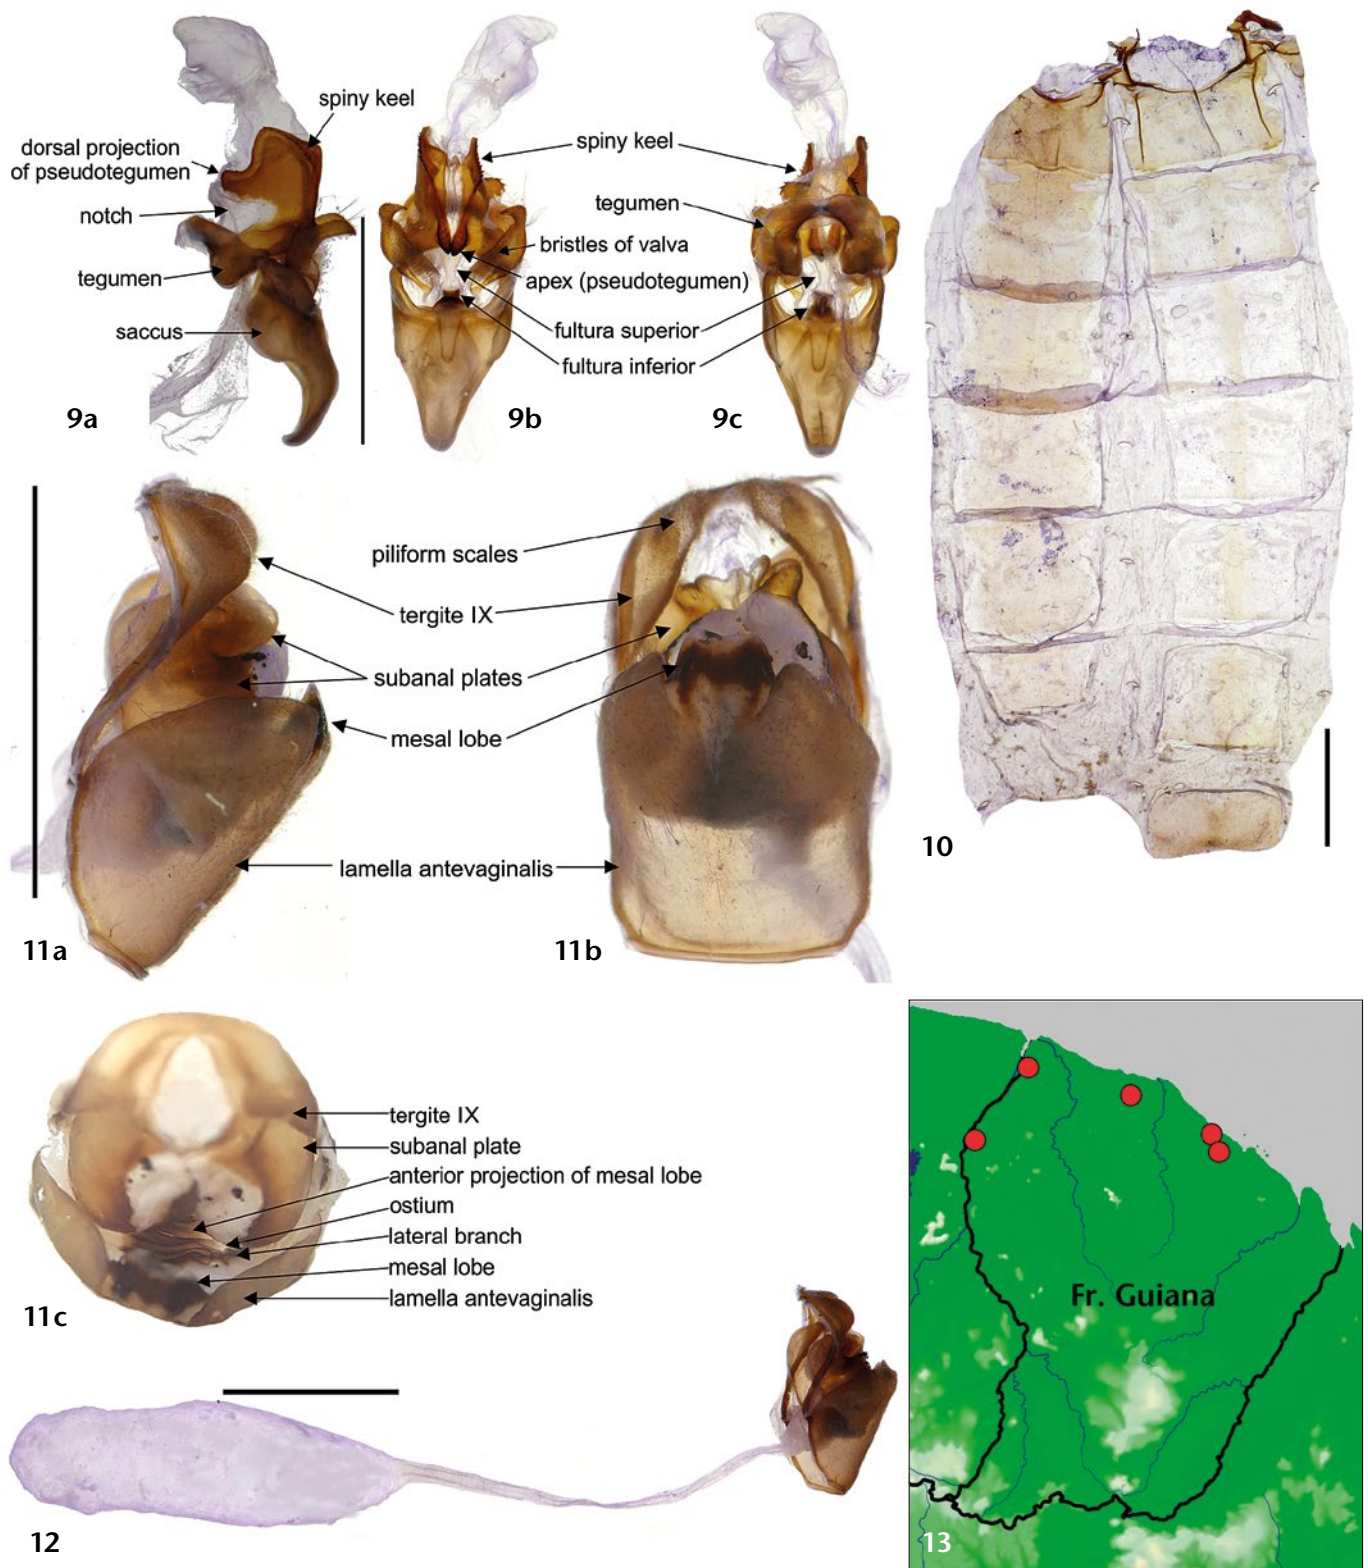 spiny keel
dorsal projection
of pseudotegumen
notch
tegumen
saccus
9a
spiny keel
tegumen
bristles of valva
apex (pseudotegumen)
fultura superior
fultura inferior
9b
9c
10
piliform scales
tergite IX
subanal plates
mesal lobe
lamella antevaginalis
11a
11b
tergite IX
subanal plate
anterior projection of mesal lobe
ostium
lateral branch
mesal lobe
lamella antevaginalis
11c
12
Fr. Guiana
13